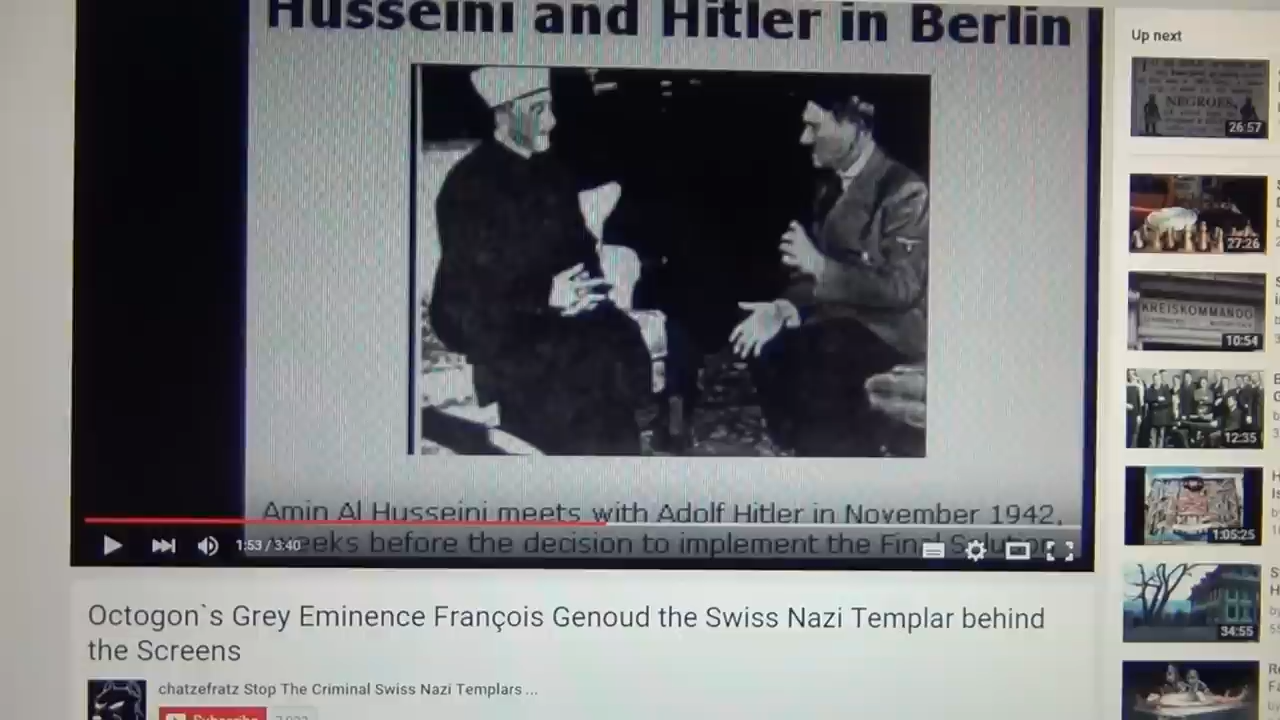 Husseini and Hitler in Berlin
Amin Al Husseini meets with Adolf Hitler in November 1942,
weeks before the decision to implement the Final Solution
1:53 / 3:40
Octogon`s Grey Eminence François Genoud the Swiss Nazi Templar behind
the Screens
chatzefratz Stop The Criminal Swiss Nazi Templars ...
Subscribe
Up next
NEGROES,
26:57
27:26
KREISKOMMANDO
10:54
12:35
1:05:25
34:55